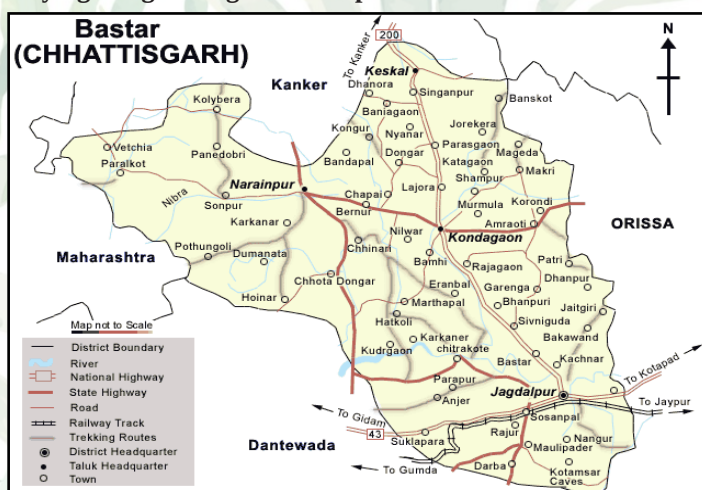 Bastar
(CHHATTISGARH)
200
To Kanker
N
Keskal
Kanker
Dhanora
Singanpur
Banskot
Kolybera
Baniagaon
Kongur
Nyanar
Jorekera
Vetchia
Panedobri
Bandapal
Dongar
Parasgaon
Mageda
Katagaon
Paralkot
Makri
Shampur
Narainpur
Nibra
Sonpur
Chapai
Lajora
Bernur
Murmula
Korondi
Karkanar
Amraoti
ORISSA
Nilwar
Kondagaon
Pothungoli
Chhinari
Maharashtra
Dumanata
Bamhi
Rajagaon
Patri
Chhota Dongar
Eranbal
Garenga
Dhanpur
Hoinar
Marthapal
Bhanpuri
Jaitgiri
Hatkoli
Sivniguda
Map not to Scale
Karkaner
Bakawand
District Boundary
Kudrgaon
chitrakote
Bastar
Kachnar
River
National Highway
Parapur
To Kotapad
State Highway
Anjer
Jagdalpur
Road
To Jaypur
Railway Track
To Gidam
Sosanpal
Trekking Routes
43
Suklapara
Rajur
Nangur
District Headquarter
Dantewada
Maulipader
Taluk Headquarter
To Gumda
Darba
Kotamsar
Caves
Town